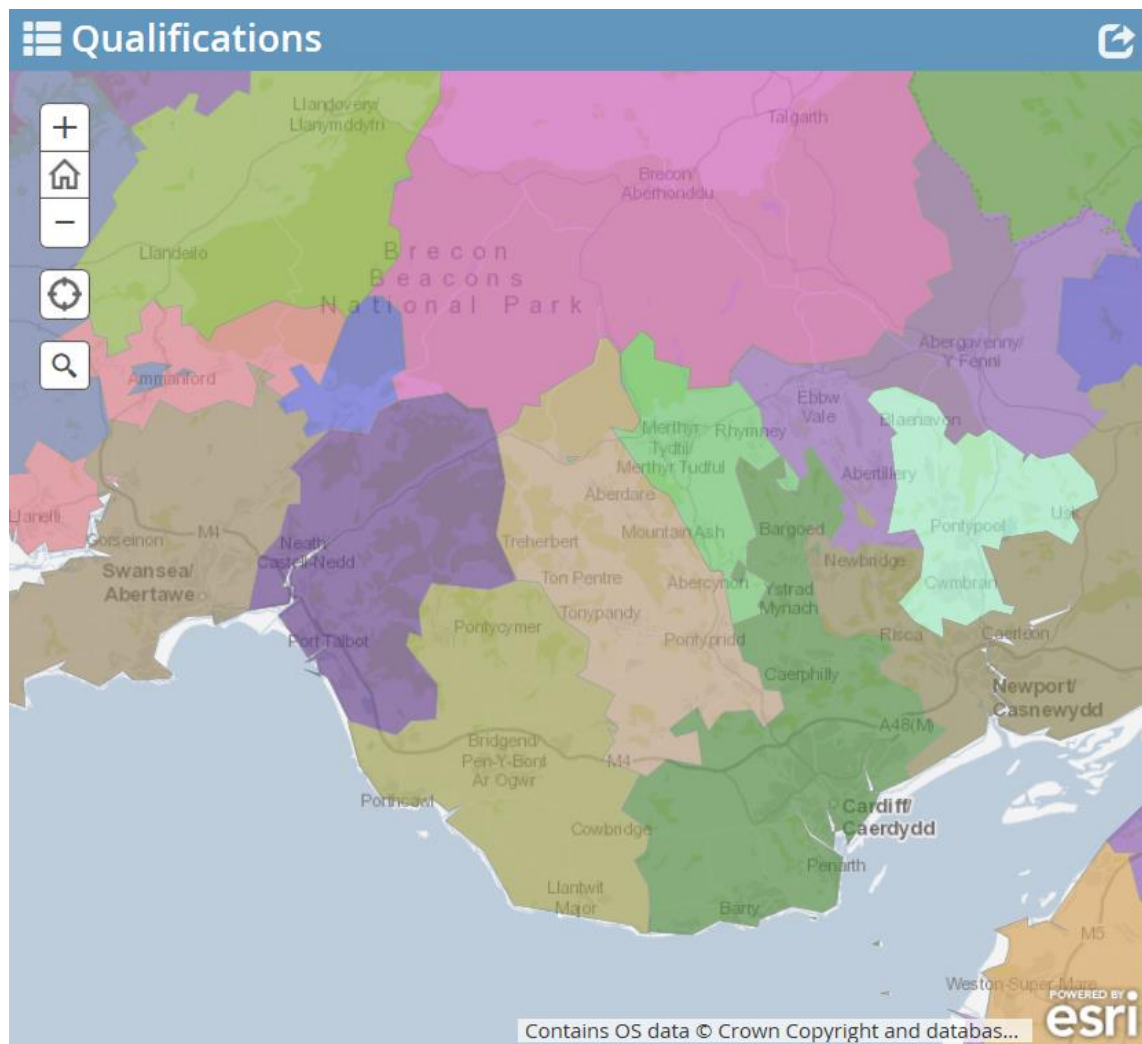 Qualifications
Llandovery/
Llanymddyfri
Talgarth
Brecon/
Aberhonddu
Llandeilo
Brecon
Beacons
National Park
Abergavenny/
Y Fenni
Ammanford
Ebbw
Vale
Blaenavon
Merthyr
Tydfil/
Merthyr Tudful
Rhymney
Abertillery
Aberdare
Llanelli
Gorseinon
M4
Neath/
Castell-Nedd
Treherbert
Mountain Ash
Bargoed
Newbridge
Pontypool
Usk
Swansea/
Abertawe
Ton Pentre
Abercynon
Ystrad
Mynach
Cwmbran
Port Talbot
Pontycymer
Tonypandy
Pontypridd
Risca
Caerleon
Caerphilly
Newport/
Casnewydd
Bridgend/
Pen-Y-Bont
Ar Ogwr
M4
A48(M)
Porthcawl
Cowbridge
Cardiff/
Caerdydd
Penarth
Llantwit
Major
Barry
M5
Weston-Super-Mare
POWERED BY
esri
Contains OS data © Crown Copyright and databas...